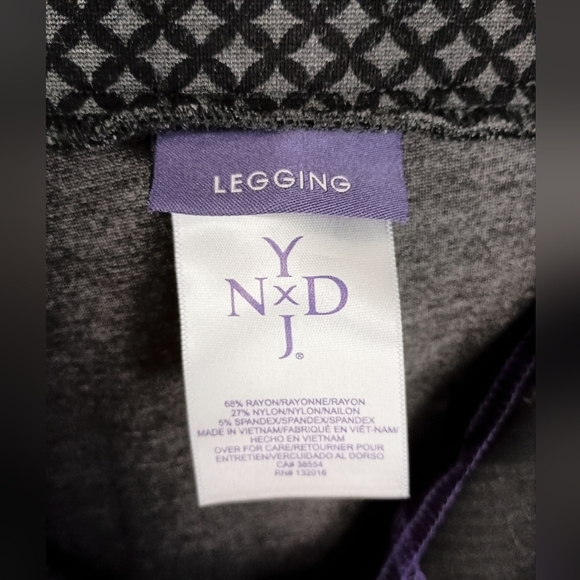 LEGGING
Y
N x D
J®
68% RAYON/RAYONNE/RAYON
27% NYLON/NYLON/NAILON
5% SPANDEX/SPANDEX/SPANDEX
MADE IN VIETNAM/FABRIQUÉ EN VIÊT-NAM/
HECHO EN VIETNAM
OVER FOR CARE/RETOURNER POUR
ENTRETIEN/VERCUIDADO AL DORSO
CA# 38554
RN# 132016